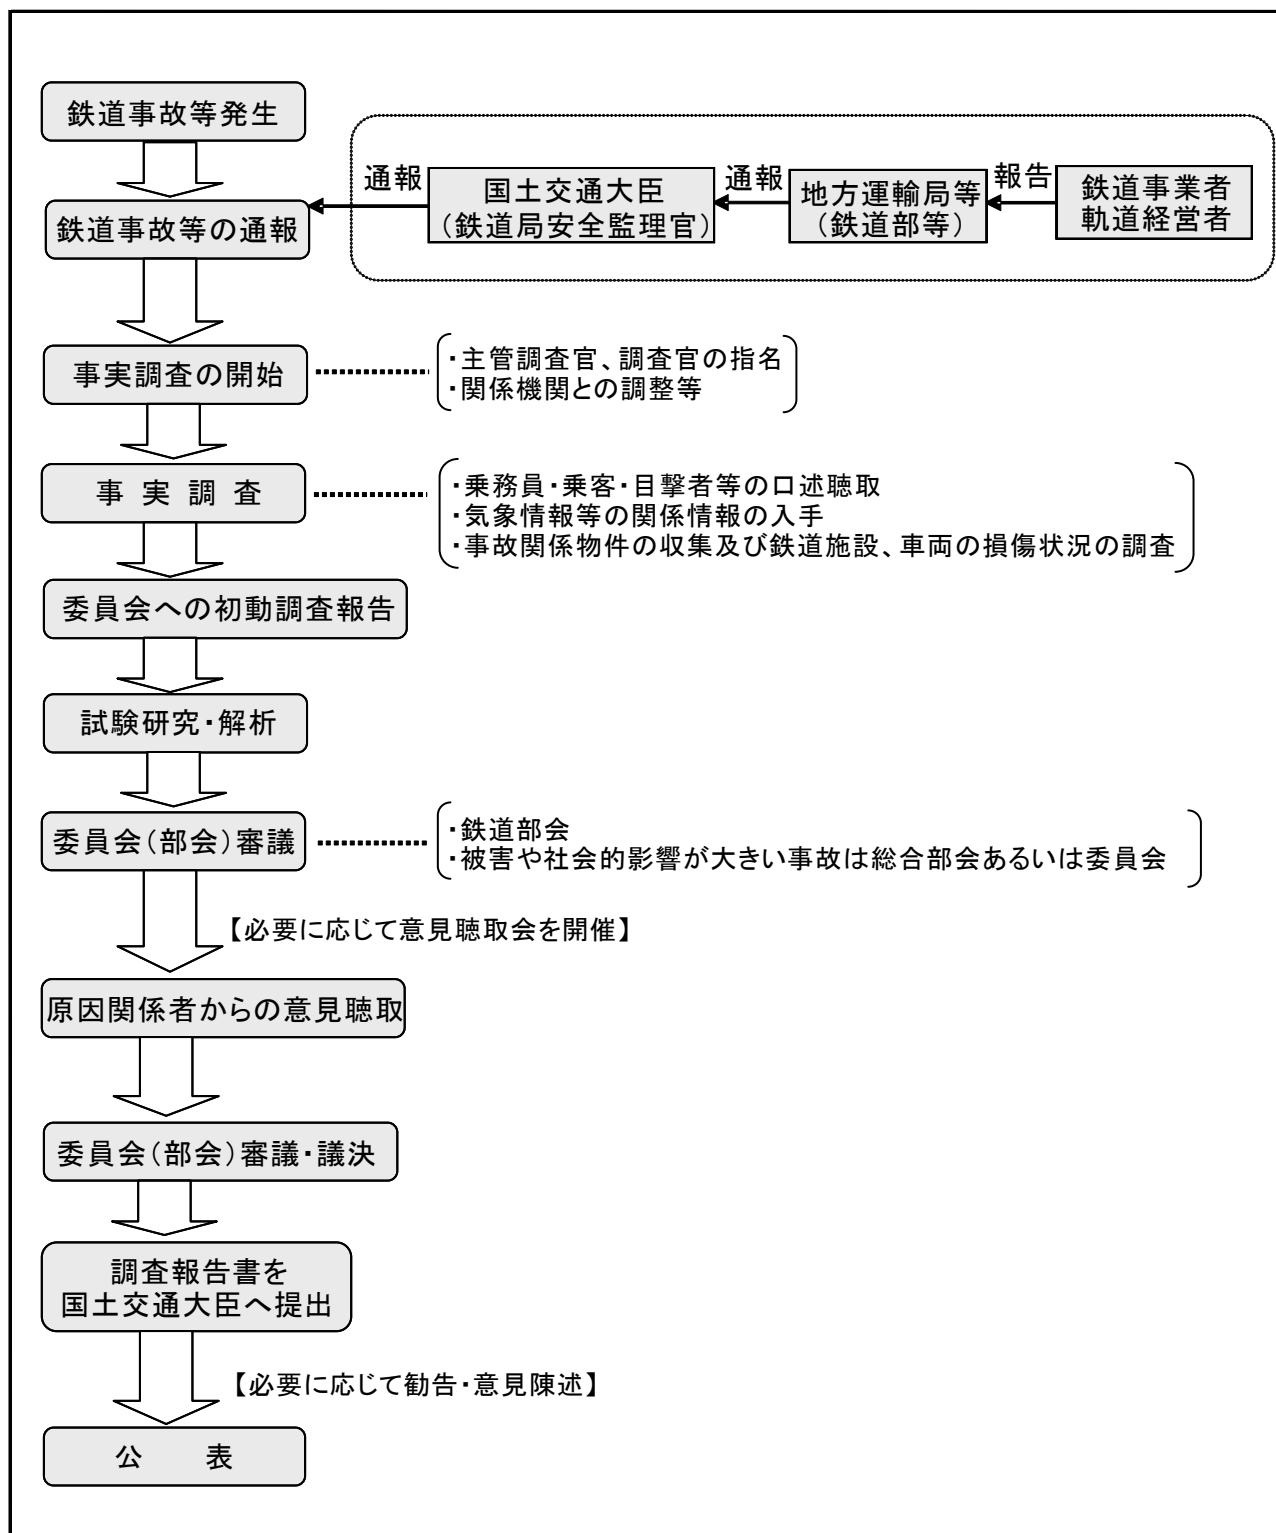 鉄道事故等発生
通報
国土交通大臣
（鉄道局安全監理官）
通報
地方運輸局等
（鉄道部等）
報告
鉄道事業者
軌道経営者
鉄道事故等の通報
事実調査の開始
・主管調査官、調査官の指名
・関係機関との調整等
事 実 調 査
・乗務員・乗客・目撃者等の口述聴取
・気象情報等の関係情報の入手
・事故関係物件の収集及び鉄道施設、車両の損傷状況の調査
委員会への初動調査報告
試験研究・解析
委員会（部会）審議
・鉄道部会
・被害や社会的影響が大きい事故は総合部会あるいは委員会
【必要に応じて意見聴取会を開催】
原因関係者からの意見聴取
委員会（部会）審議・議決
調査報告書を
国土交通大臣へ提出
【必要に応じて勧告・意見陳述】
公　　表